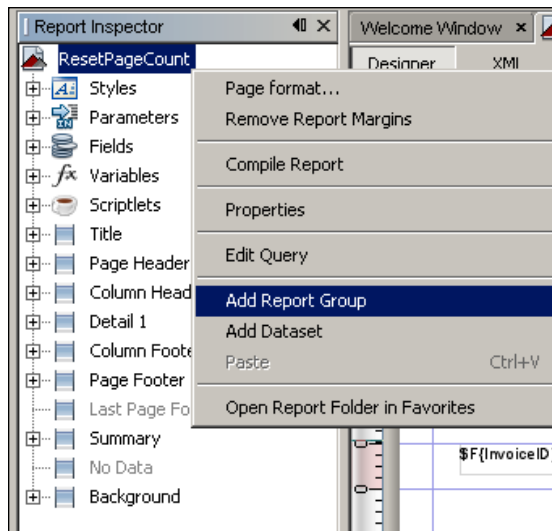 Report Inspector
Welcome Window
ResetPageCount
Designer XML
Styles
Parameters
Fields
Variables
Scriptlets
Title
Page Header
Column Head
Detail 1
Column Foote
Page Footer
Last Page Fo
Summary
No Data
Background
Page format...
Remove Report Margins
Compile Report
Properties
Edit Query
Add Report Group
Add Dataset
Paste Ctrl+V
Open Report Folder in Favorites
$F{InvoiceID}